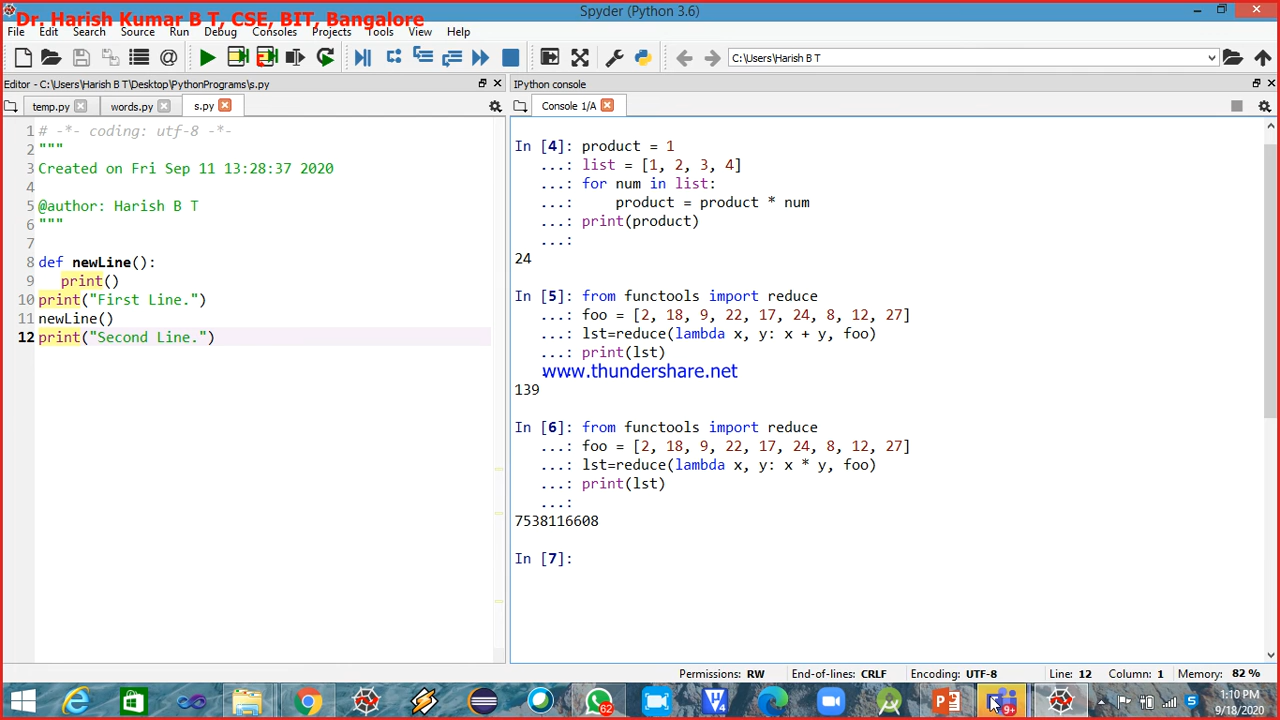 Dr. Harish Kumar B T, CSE, BIT, Bangalore
Spyder (Python 3.6)
File Edit Search Source Run Debug Consoles Projects Tools View Help
C:\Users\Harish B T
Editor - C:\Users\Harish B T\Desktop\PythonPrograms\s.py
temp.py words.py s.py
1 # -*- coding: utf-8 -*-
2 """
3 Created on Fri Sep 11 13:28:37 2020
4
5 @author: Harish B T
6 """
7
8 def newLine():
9 print()
10 print("First Line.")
11 newLine()
12 print("Second Line.")
IPython console
Console 1/A
In [4]: product = 1
...: list = [1, 2, 3, 4]
...: for num in list:
...: product = product * num
...: print(product)
...:
24
In [5]: from functools import reduce
...: foo = [2, 18, 9, 22, 17, 24, 8, 12, 27]
...: lst=reduce(lambda x, y: x + y, foo)
...: print(lst)
www.thundershare.net
139
In [6]: from functools import reduce
...: foo = [2, 18, 9, 22, 17, 24, 8, 12, 27]
...: lst=reduce(lambda x, y: x * y, foo)
...: print(lst)
...:
7538116608
In [7]:
Permissions: RW End-of-lines: CRLF Encoding: UTF-8 Line: 12 Column: 1 Memory: 82 %
62
9+
1:10 PM
9/18/2020